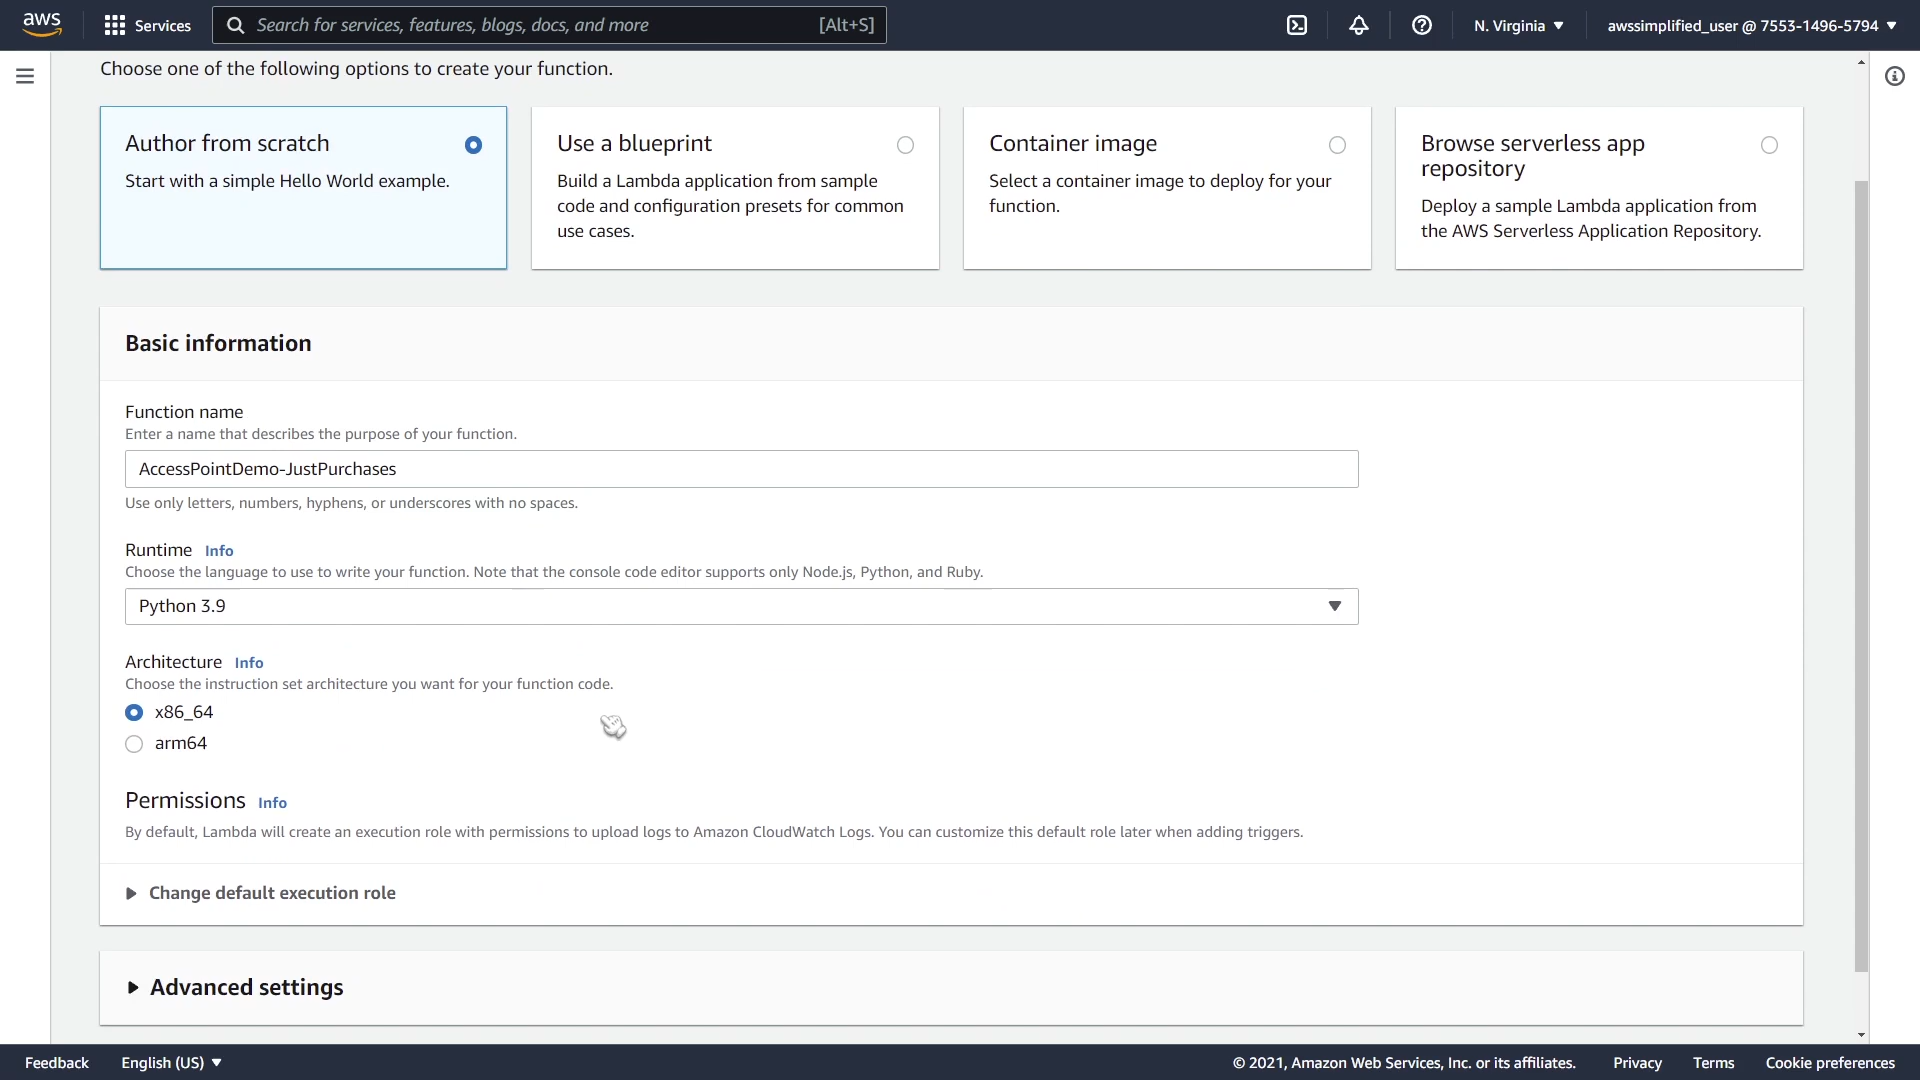 aws
Services
Search for services, features, blogs, docs, and more
[Alt+S]
N. Virginia
awssimplified_user @ 7553-1496-5794
Choose one of the following options to create your function.
Author from scratch
Start with a simple Hello World example.
Use a blueprint
Build a Lambda application from sample
code and configuration presets for common
use cases.
Container image
Select a container image to deploy for your
function.
Browse serverless app
repository
Deploy a sample Lambda application from
the AWS Serverless Application Repository.
Basic information
Function name
Enter a name that describes the purpose of your function.
AccessPointDemo-JustPurchases
Use only letters, numbers, hyphens, or underscores with no spaces.
Runtime Info
Choose the language to use to write your function. Note that the console code editor supports only Node.js, Python, and Ruby.
Python 3.9
Architecture Info
Choose the instruction set architecture you want for your function code.
x86_64
arm64
Permissions Info
By default, Lambda will create an execution role with permissions to upload logs to Amazon CloudWatch Logs. You can customize this default role later when adding triggers.
Change default execution role
Advanced settings
Feedback
English (US)
© 2021, Amazon Web Services, Inc. or its affiliates.
Privacy
Terms
Cookie preferences